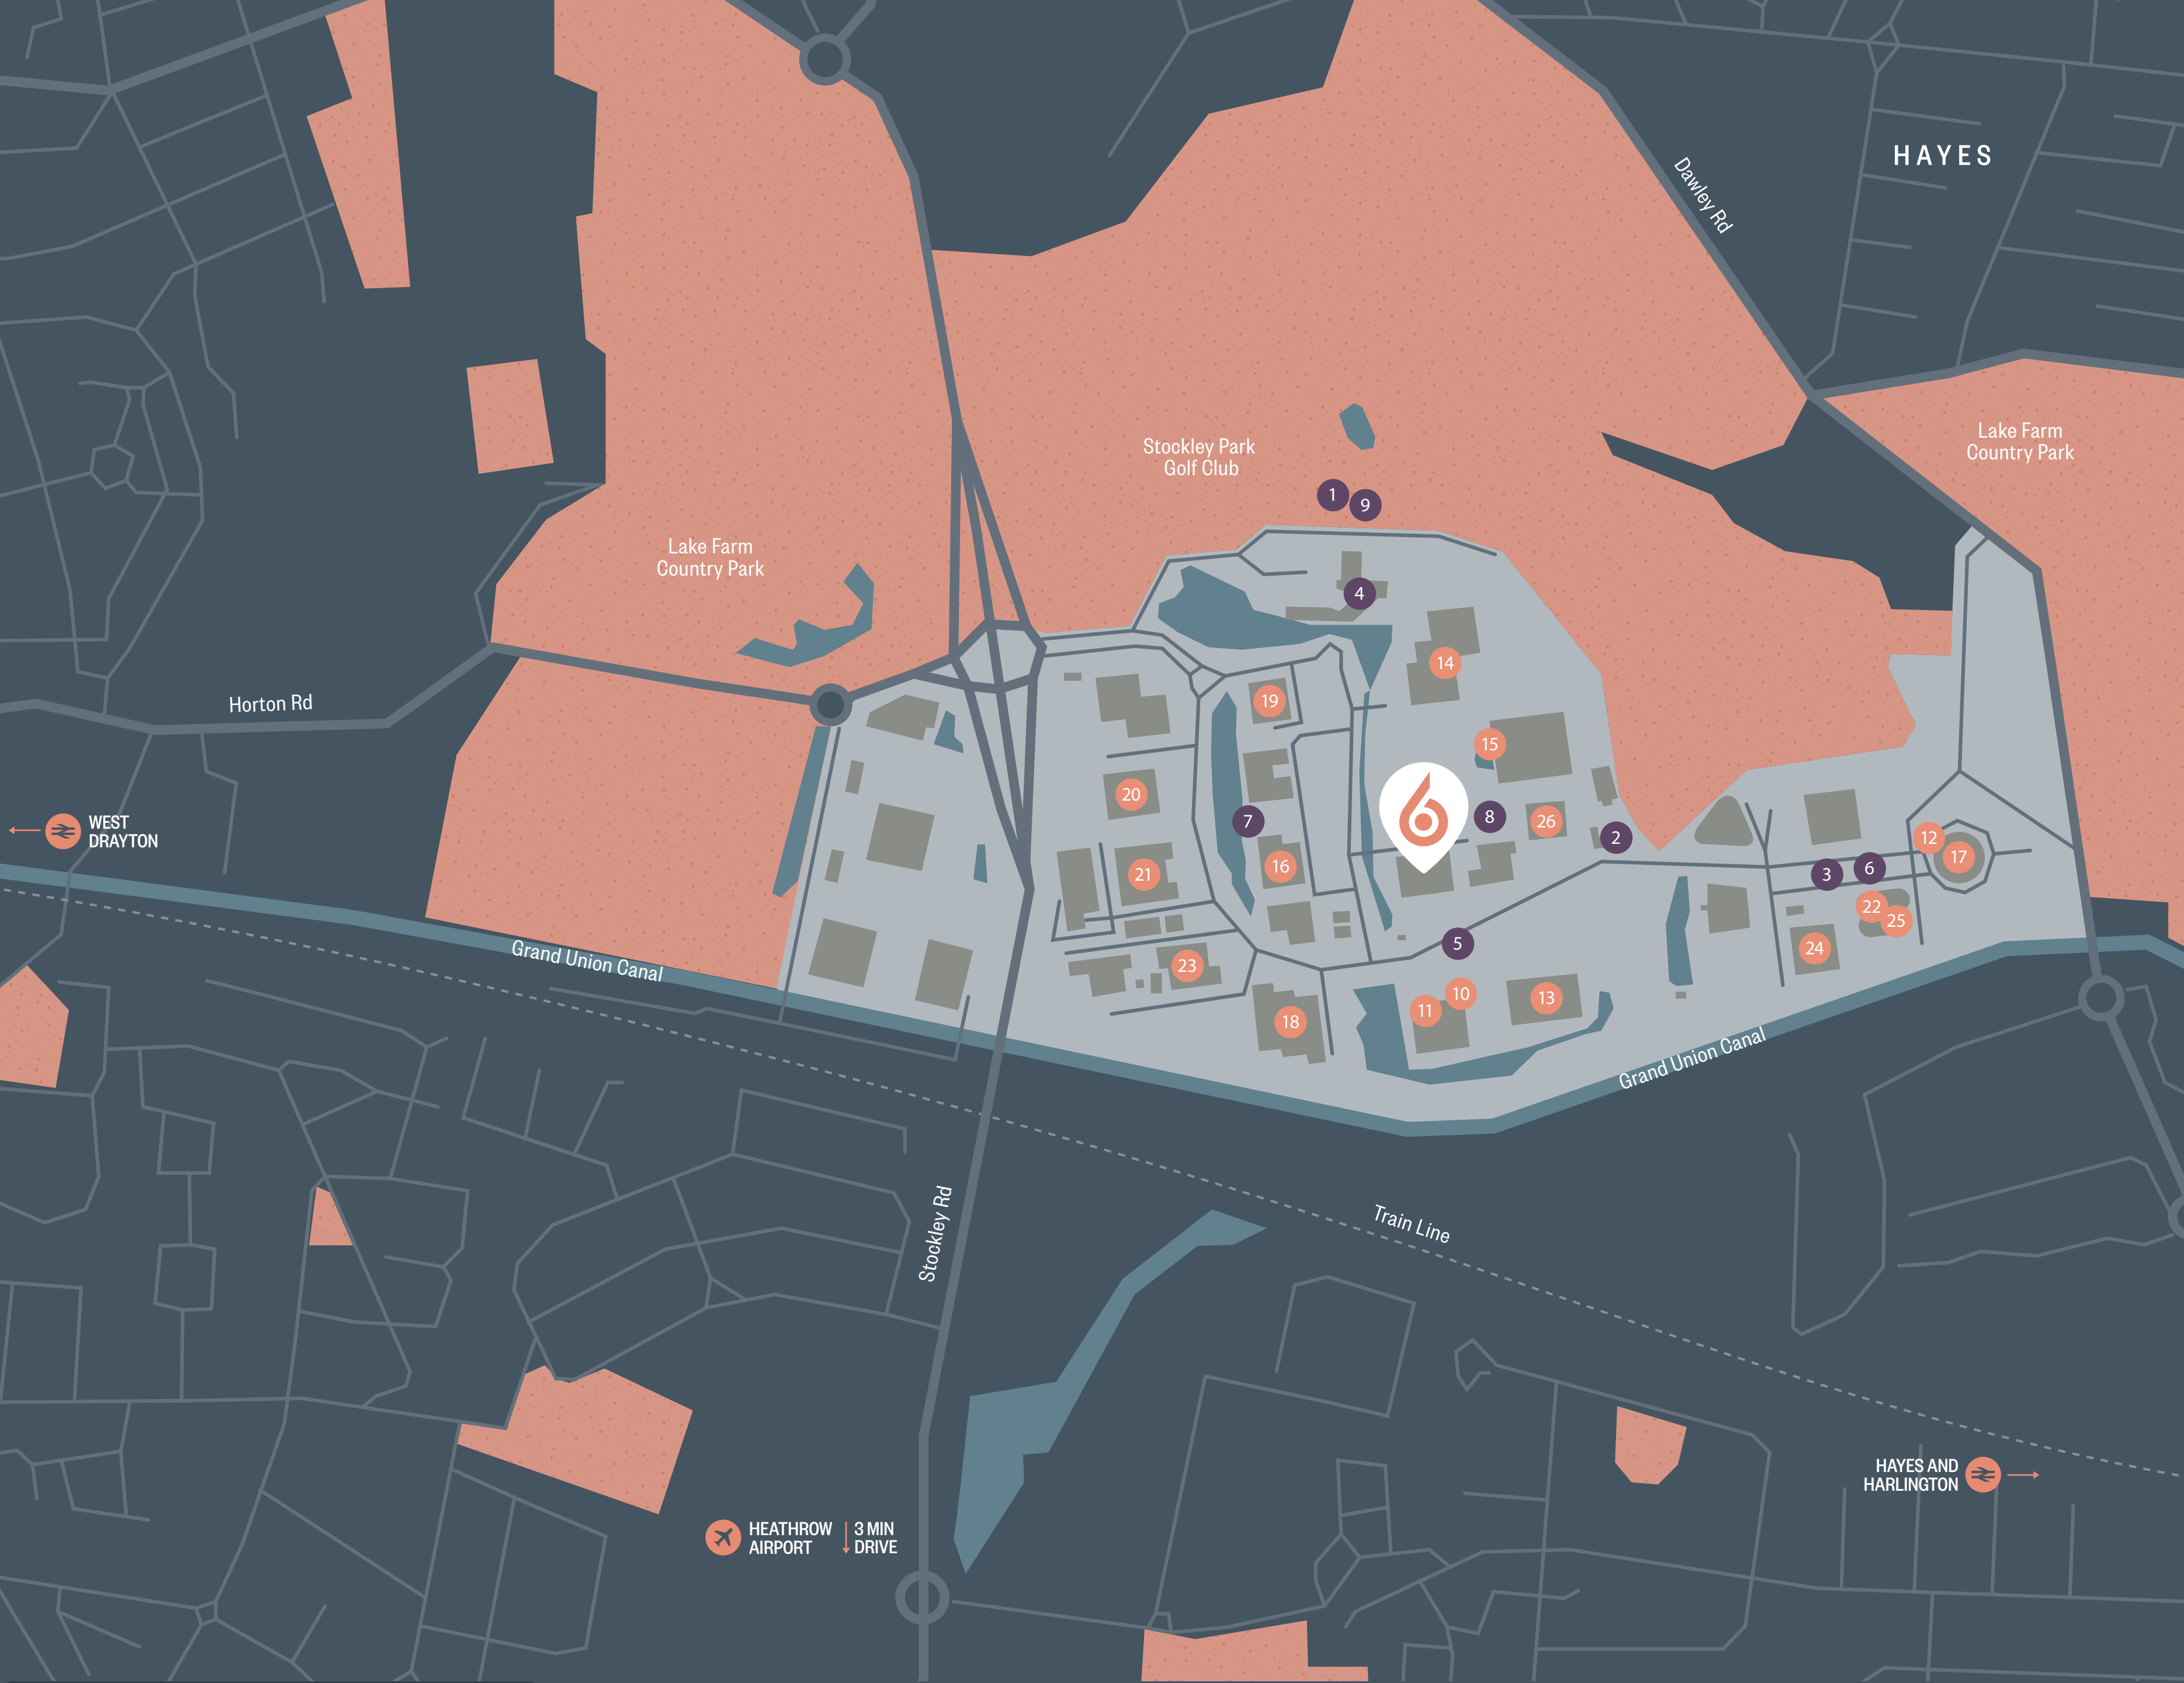 HAYES
Dawley Rd
Lake Farm
Country Park
Stockley Park
Golf Club
1
9
Lake Farm
Country Park
4
14
19
Horton Rd
15
20
7
6
8
26
2
WEST
DRAYTON
12
17
16
21
3
6
22
25
5
24
Grand Union Canal
23
10
11
13
18
Grand Union Canal
Stockley Rd
Train Line
HAYES AND
HARLINGTON
HEATHROW
AIRPORT
3 MIN
DRIVE